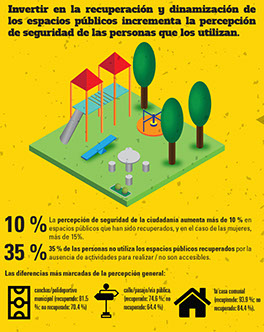 Invertir en la recuperación y dinamización de
los espacios públicos incrementa la percepción
de seguridad de las personas que los utilizan.
10 %
La percepción de seguridad de la ciudadanía aumenta más de 10 % en
espacios públicos que han sido recuperados, y en el caso de las mujeres,
más de 15%.
35 %
35 % de las personas no utiliza los espacios públicos recuperados por la
ausencia de actividades para realizar / no son accesibles.
Las diferencias más marcadas de la percepción general:
canchas/polideportivo
municipal (recuperado: 81.5
%; no recuperado: 70.4 %)
calle/pasaje/vía pública.
(recuperado: 74.6 %; no
recuperado: 64.4 %)
la casa comunal
(recuperado: 83.9 %; no
recuperado: 64.4 %).